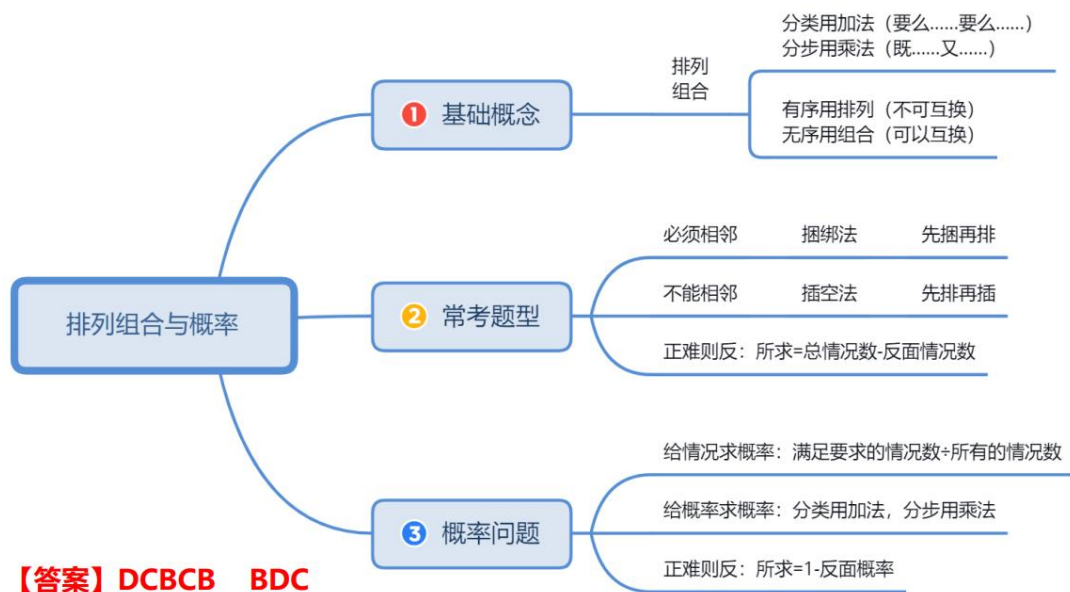 排列组合与概率
1 基础概念
排列
组合
分类用加法（要么......要么......）
分步用乘法（既......又......）
有序用排列（不可互换）
无序用组合（可以互换）
2 常考题型
必须相邻 捆绑法 先捆再排
不能相邻 插空法 先排再插
正难则反：所求=总情况数-反面情况数
3 概率问题
给情况求概率：满足要求的情况数÷所有的情况数
给概率求概率：分类用加法，分步用乘法
正难则反：所求=1-反面概率
【答案】DCBCB BDC